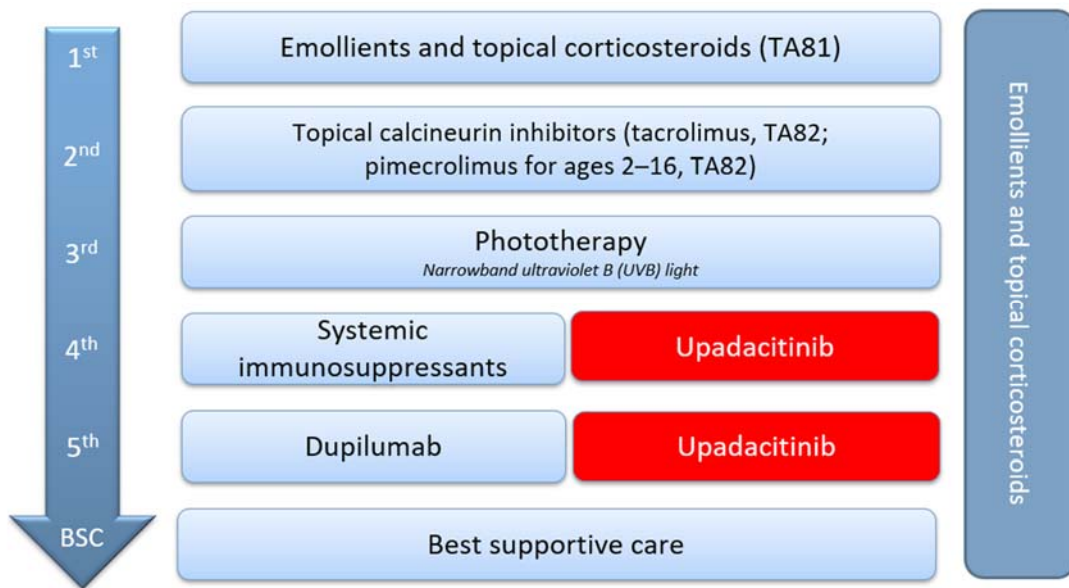 1st
Emollients and topical corticosteroids (TA81)
2nd
Topical calcineurin inhibitors (tacrolimus, TA82;
pimecrolimus for ages 2–16, TA82)
3rd
Phototherapy
Narrowband ultraviolet B (UVB) light
4th
Systemic
immunosuppressants
Upadacitinib
5th
Dupilumab
Upadacitinib
BSC
Best supportive care
Emollients and topical corticosteroids